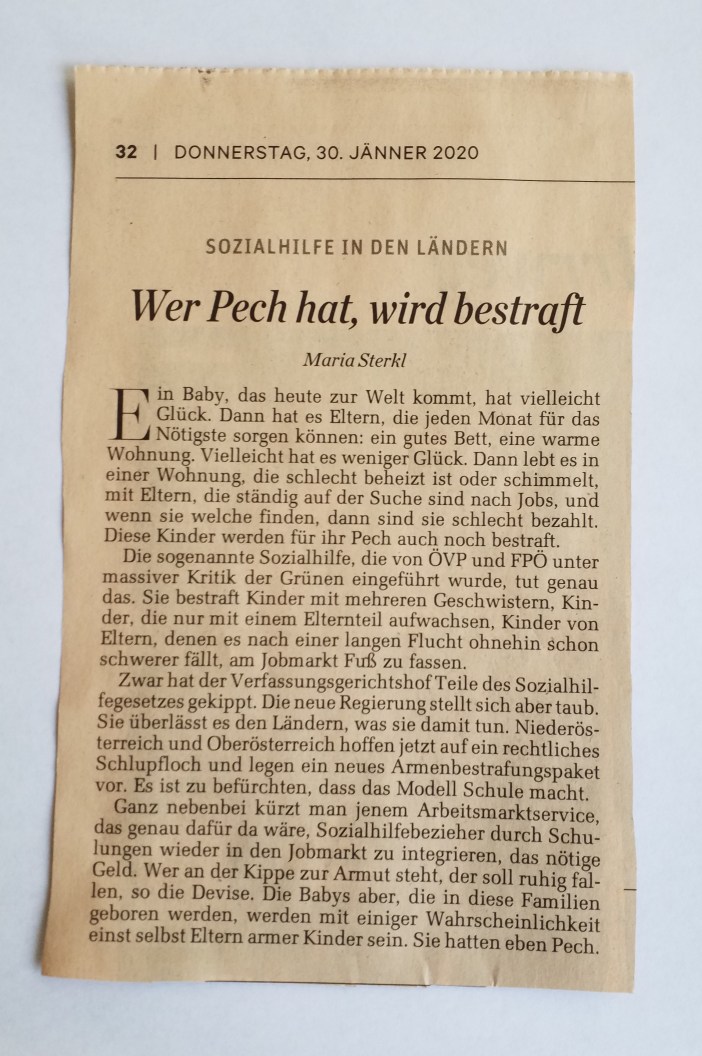 32 | DONNERSTAG, 30. JÄNNER 2020
SOZIALHILFE IN DEN LÄNDERN
Wer Pech hat, wird bestraft
Maria Sterkl
Ein Baby, das heute zur Welt kommt, hat vielleicht
Glück. Dann hat es Eltern, die jeden Monat für das
Nötigste sorgen können: ein gutes Bett, eine warme
Wohnung. Vielleicht hat es weniger Glück. Dann lebt es in
einer Wohnung, die schlecht beheizt ist oder schimmelt,
mit Eltern, die ständig auf der Suche sind nach Jobs, und
wenn sie welche finden, dann sind sie schlecht bezahlt.
Diese Kinder werden für ihr Pech auch noch bestraft.
Die sogenannte Sozialhilfe, die von ÖVP und FPÖ unter
massiver Kritik der Grünen eingeführt wurde, tut genau
das. Sie bestraft Kinder mit mehreren Geschwistern, Kin-
der, die nur mit einem Elternteil aufwachsen, Kinder von
Eltern, denen es nach einer langen Flucht ohnehin schon
schwerer fällt, am Jobmarkt Fuß zu fassen.
Zwar hat der Verfassungsgerichtshof Teile des Sozialhil-
fegesetzes gekippt. Die neue Regierung stellt sich aber taub.
Sie überlässt es den Ländern, was sie damit tun. Niederös-
terreich und Oberösterreich hoffen jetzt auf ein rechtliches
Schlupfloch und legen ein neues Armenbestrafungspaket
vor. Es ist zu befürchten, dass das Modell Schule macht.
Ganz nebenbei kürzt man jenem Arbeitsmarktservice,
das genau dafür da wäre, Sozialhilfebezieher durch Schu-
lungen wieder in den Jobmarkt zu integrieren, das nötige
Geld. Wer an der Kippe zur Armut steht, der soll ruhig fal-
len, so die Devise. Die Babys aber, die in diese Familien
geboren werden, werden mit einiger Wahrscheinlichkeit
einst selbst Eltern armer Kinder sein. Sie hatten eben Pech.